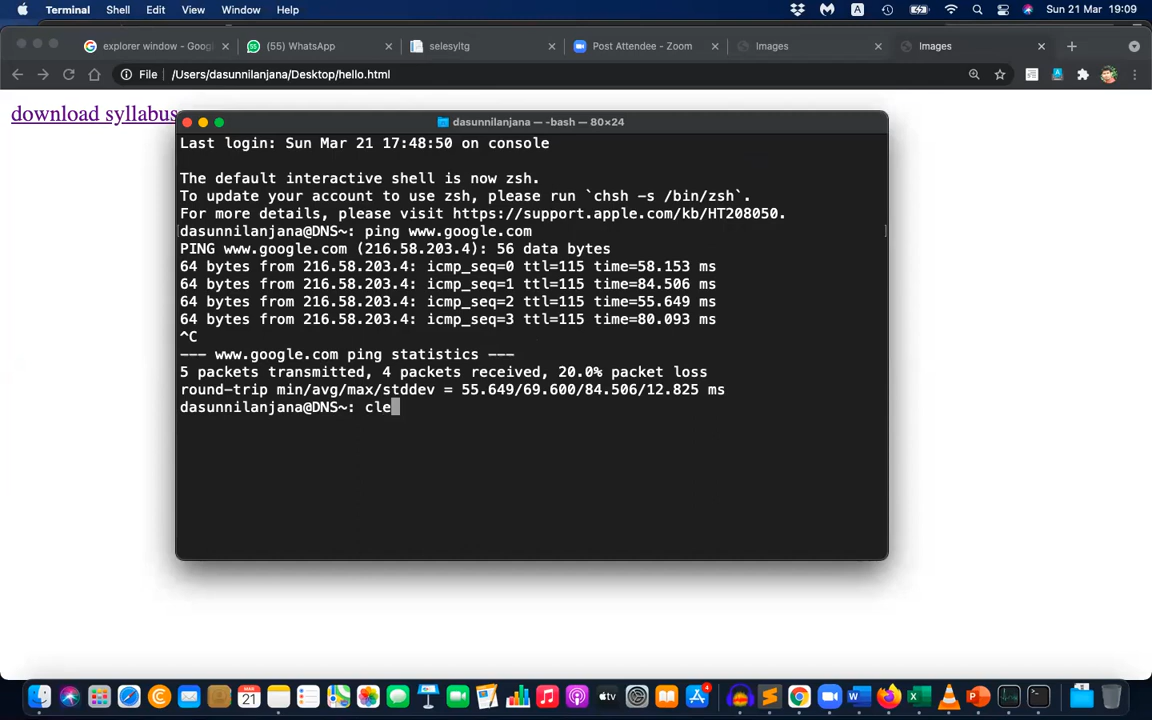 Terminal Shell Edit View Window Help Sun 21 Mar 19:09
explorer window - Goog (55) WhatsApp selesyltg Post Attendee - Zoom Images Images
File /Users/dasunnilanjana/Desktop/hello.html
download syllabus
dasunnilanjana — -bash — 80×24
Last login: Sun Mar 21 17:48:50 on console
The default interactive shell is now zsh.
To update your account to use zsh, please run `chsh -s /bin/zsh`.
For more details, please visit https://support.apple.com/kb/HT208050.
dasunnilanjana@DNS~: ping www.google.com
PING www.google.com (216.58.203.4): 56 data bytes
64 bytes from 216.58.203.4: icmp_seq=0 ttl=115 time=58.153 ms
64 bytes from 216.58.203.4: icmp_seq=1 ttl=115 time=84.506 ms
64 bytes from 216.58.203.4: icmp_seq=2 ttl=115 time=55.649 ms
64 bytes from 216.58.203.4: icmp_seq=3 ttl=115 time=80.093 ms
^C
--- www.google.com ping statistics ---
5 packets transmitted, 4 packets received, 20.0% packet loss
round-trip min/avg/max/stddev = 55.649/69.600/84.506/12.825 ms
dasunnilanjana@DNS~: cle